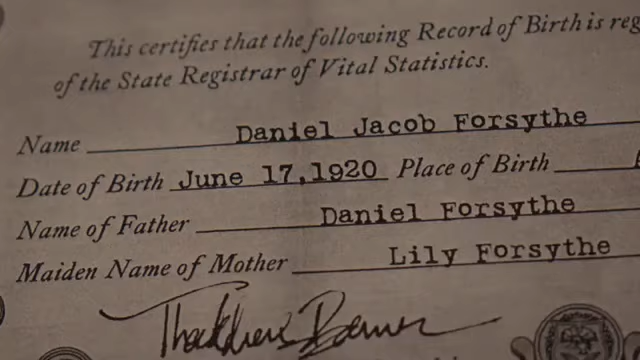 This certifies that the following Record of Birth is reg
of the State Registrar of Vital Statistics.
Name Daniel Jacob Forsythe
Date of Birth June 17,1920 Place of Birth
Name of Father Daniel Forsythe
Maiden Name of Mother Lily Forsythe